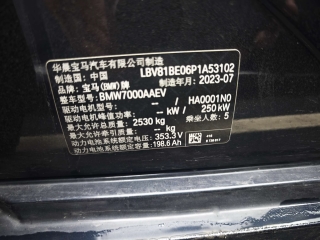 华晨宝马汽车有限公司制造
制造国：中国 LBV81BE06P1A53102
品牌：宝马(BMW)牌 制造年月：2023-07
整车型号：BMW7000AAEV
驱动电机型号： / HA0001N0
驱动电机峰值功率： — kW / 250 kW
最大允许总质量：2530 kg 乘坐人数：5
最大允许牵引总质量： — kg
动力电池系统额定电压：353.3 V
动力电池系统额定容量：198.6 Ah